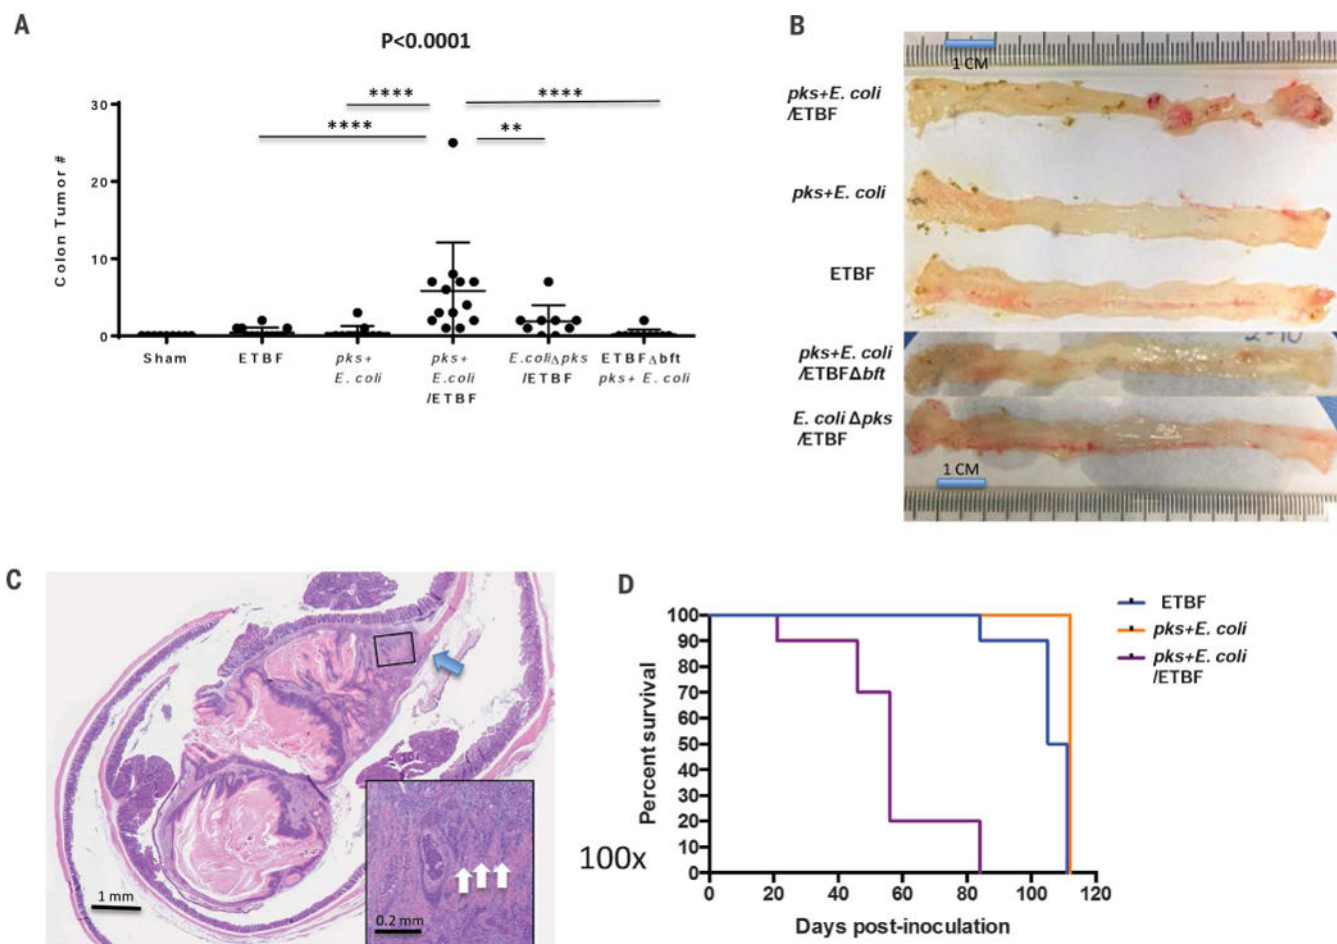 A
P<0.0001
****
****
****
**
30
20
10
0
Colon Tumor #
Sham
ETBF
pks+
E. coli
pks+
E.coli
/ETBF
E.coliΔpks
/ETBF
ETBFΔbft
pks+ E. coli
B
1 CM
pks+E. coli
/ETBF
pks+E. coli
ETBF
pks+E. coli
/ETBFΔbft
E. coli Δpks
/ETBF
1 CM
C
1 mm
0.2 mm
100x
D
Percent survival
100
90
80
70
60
50
40
30
20
10
0
0
20
40
60
80
100
120
Days post-inoculation
ETBF
pks+E. coli
pks+E. coli
/ETBF